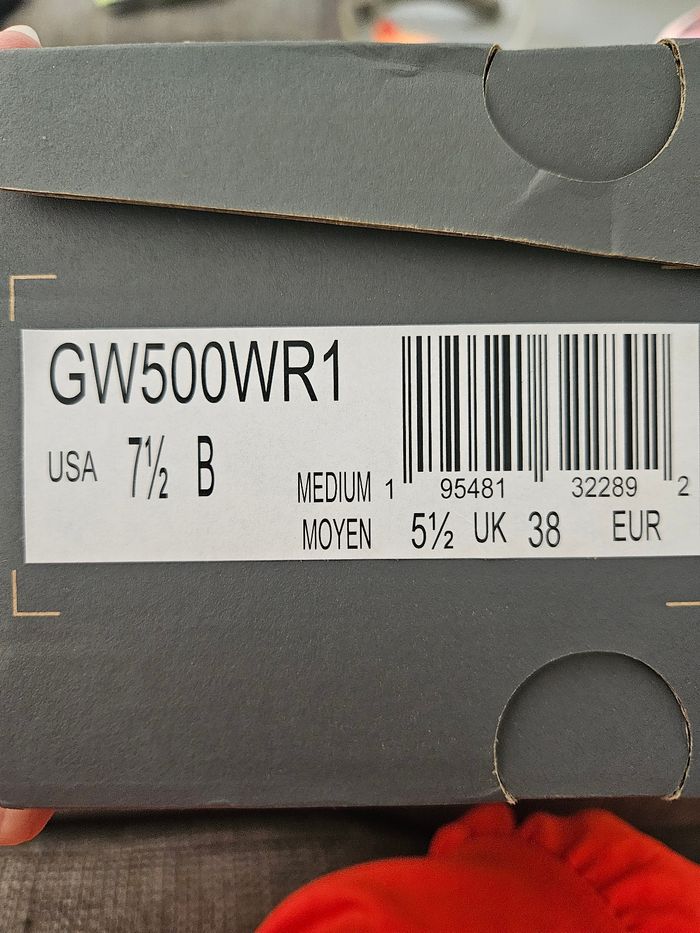 GW500WR1
USA 7½ B
MEDIUM 1 95481 32289 2
MOYEN 5½ UK 38 EUR